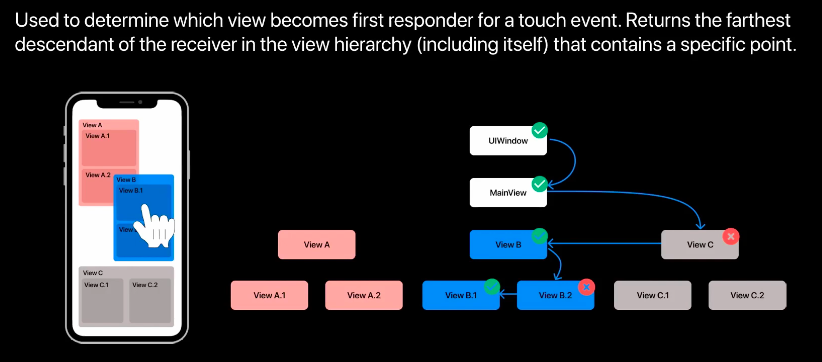 Used to determine which view becomes first responder for a touch event. Returns the farthest
descendant of the receiver in the view hierarchy (including itself) that contains a specific point.
View A
View A.1
View A.2
View B
View B.1
View
View C
View C.1 View C.2
UIWindow
MainView
View A View B View C
View A.1 View A.2 View B.1 View B.2 View C.1 View C.2